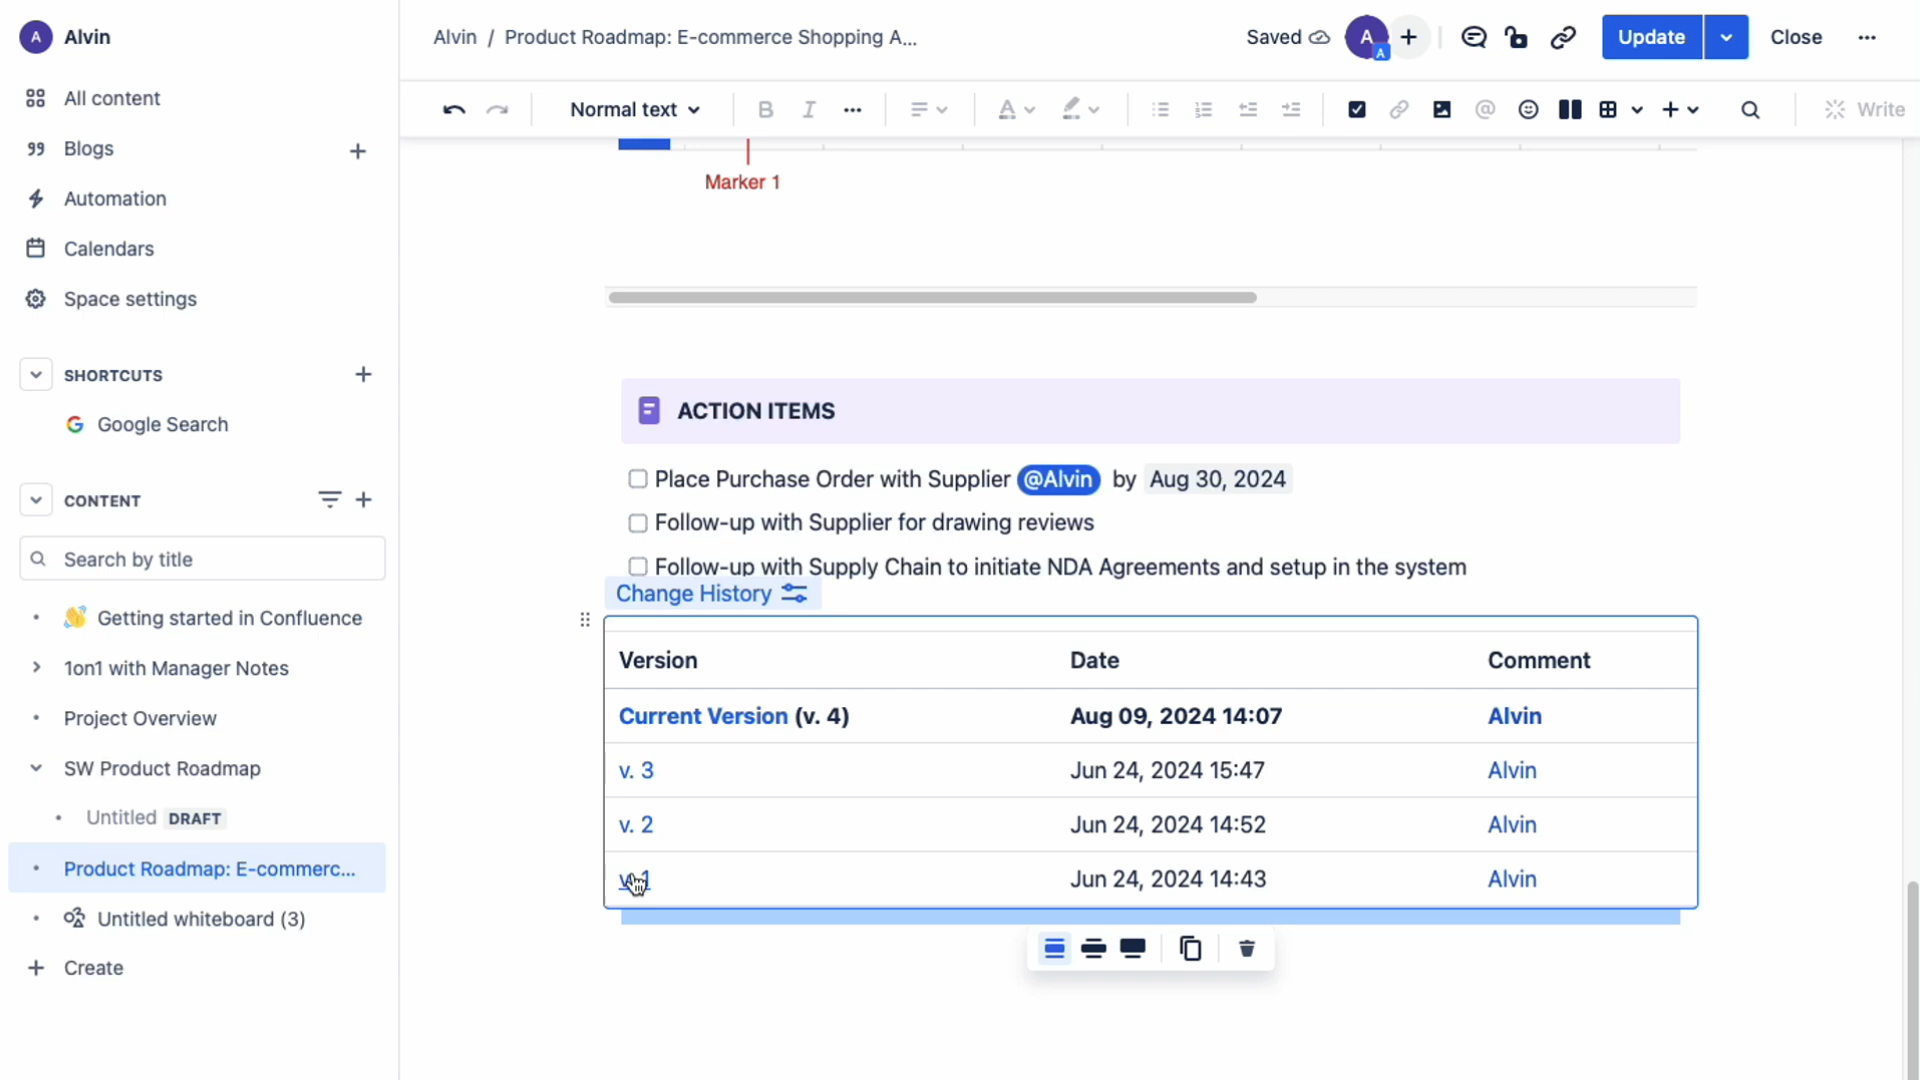 A Alvin
All content
Blogs
Automation
Calendars
Space settings
SHORTCUTS
Google Search
CONTENT
Search by title
Getting started in Confluence
1on1 with Manager Notes
Project Overview
SW Product Roadmap
Untitled DRAFT
Product Roadmap: E-commerc...
Untitled whiteboard (3)
Create
Alvin / Product Roadmap: E-commerce Shopping A...
Saved A A Update Close
Normal text B I A Write
Marker 1
ACTION ITEMS
Place Purchase Order with Supplier @Alvin by Aug 30, 2024
Follow-up with Supplier for drawing reviews
Follow-up with Supply Chain to initiate NDA Agreements and setup in the system
Change History
Version Date Comment
Current Version (v. 4) Aug 09, 2024 14:07 Alvin
v. 3 Jun 24, 2024 15:47 Alvin
v. 2 Jun 24, 2024 14:52 Alvin
v. 1 Jun 24, 2024 14:43 Alvin